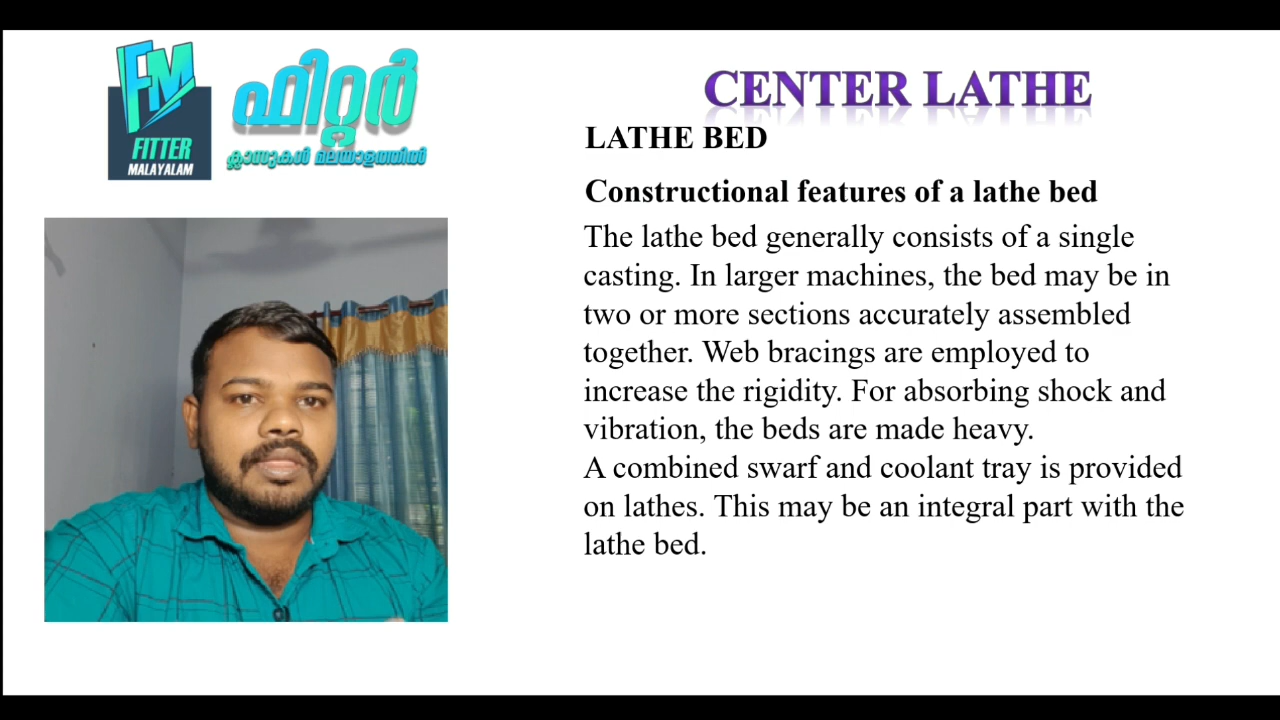 FM
FITTER
MALAYALAM
ഫിറ്റർ
ക്ലാസുകൾ മലയാളത്തിൽ
CENTER LATHE
LATHE BED
Constructional features of a lathe bed
The lathe bed generally consists of a single
casting. In larger machines, the bed may be in
two or more sections accurately assembled
together. Web bracings are employed to
increase the rigidity. For absorbing shock and
vibration, the beds are made heavy.
A combined swarf and coolant tray is provided
on lathes. This may be an integral part with the
lathe bed.